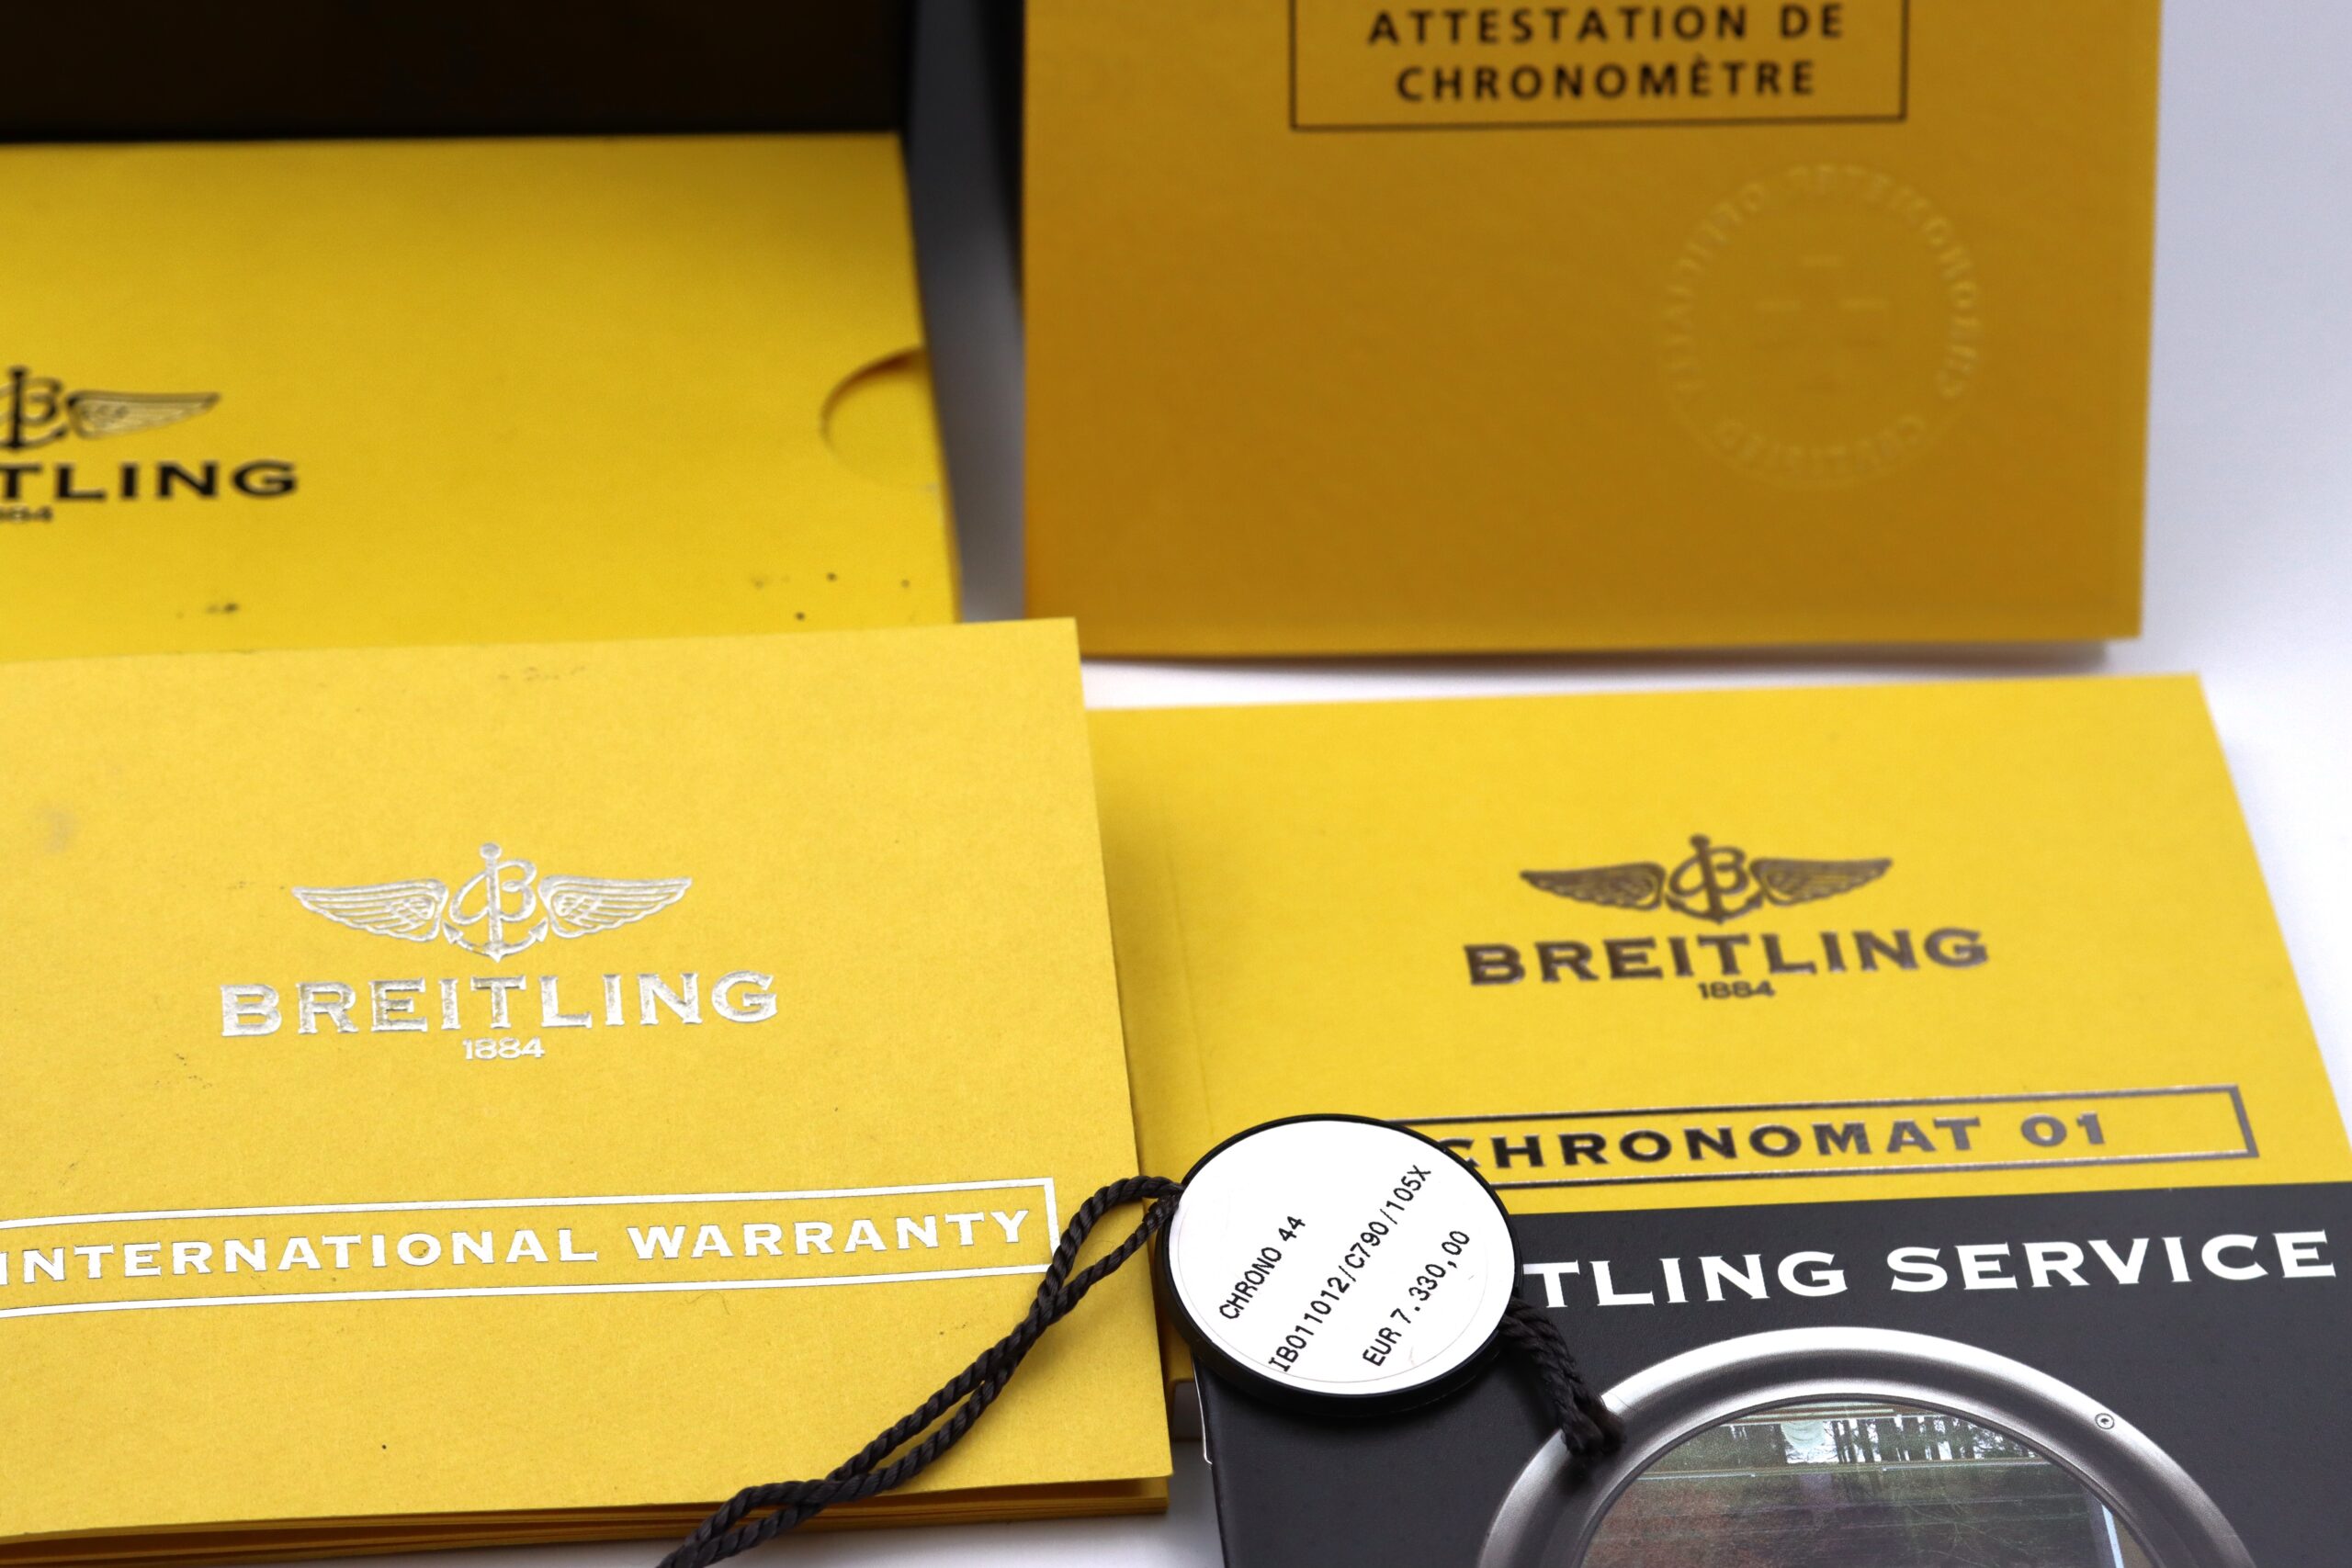 ATTESTATION DE
CHRONOMÈTRE
TLING
1884
BREITLING
1884
INTERNATIONAL WARRANTY
BREITLING
1884
CHRONOMAT 01
TLING SERVICE
CHRONO 44
IB011012/C790/105X
EUR 7.330,00